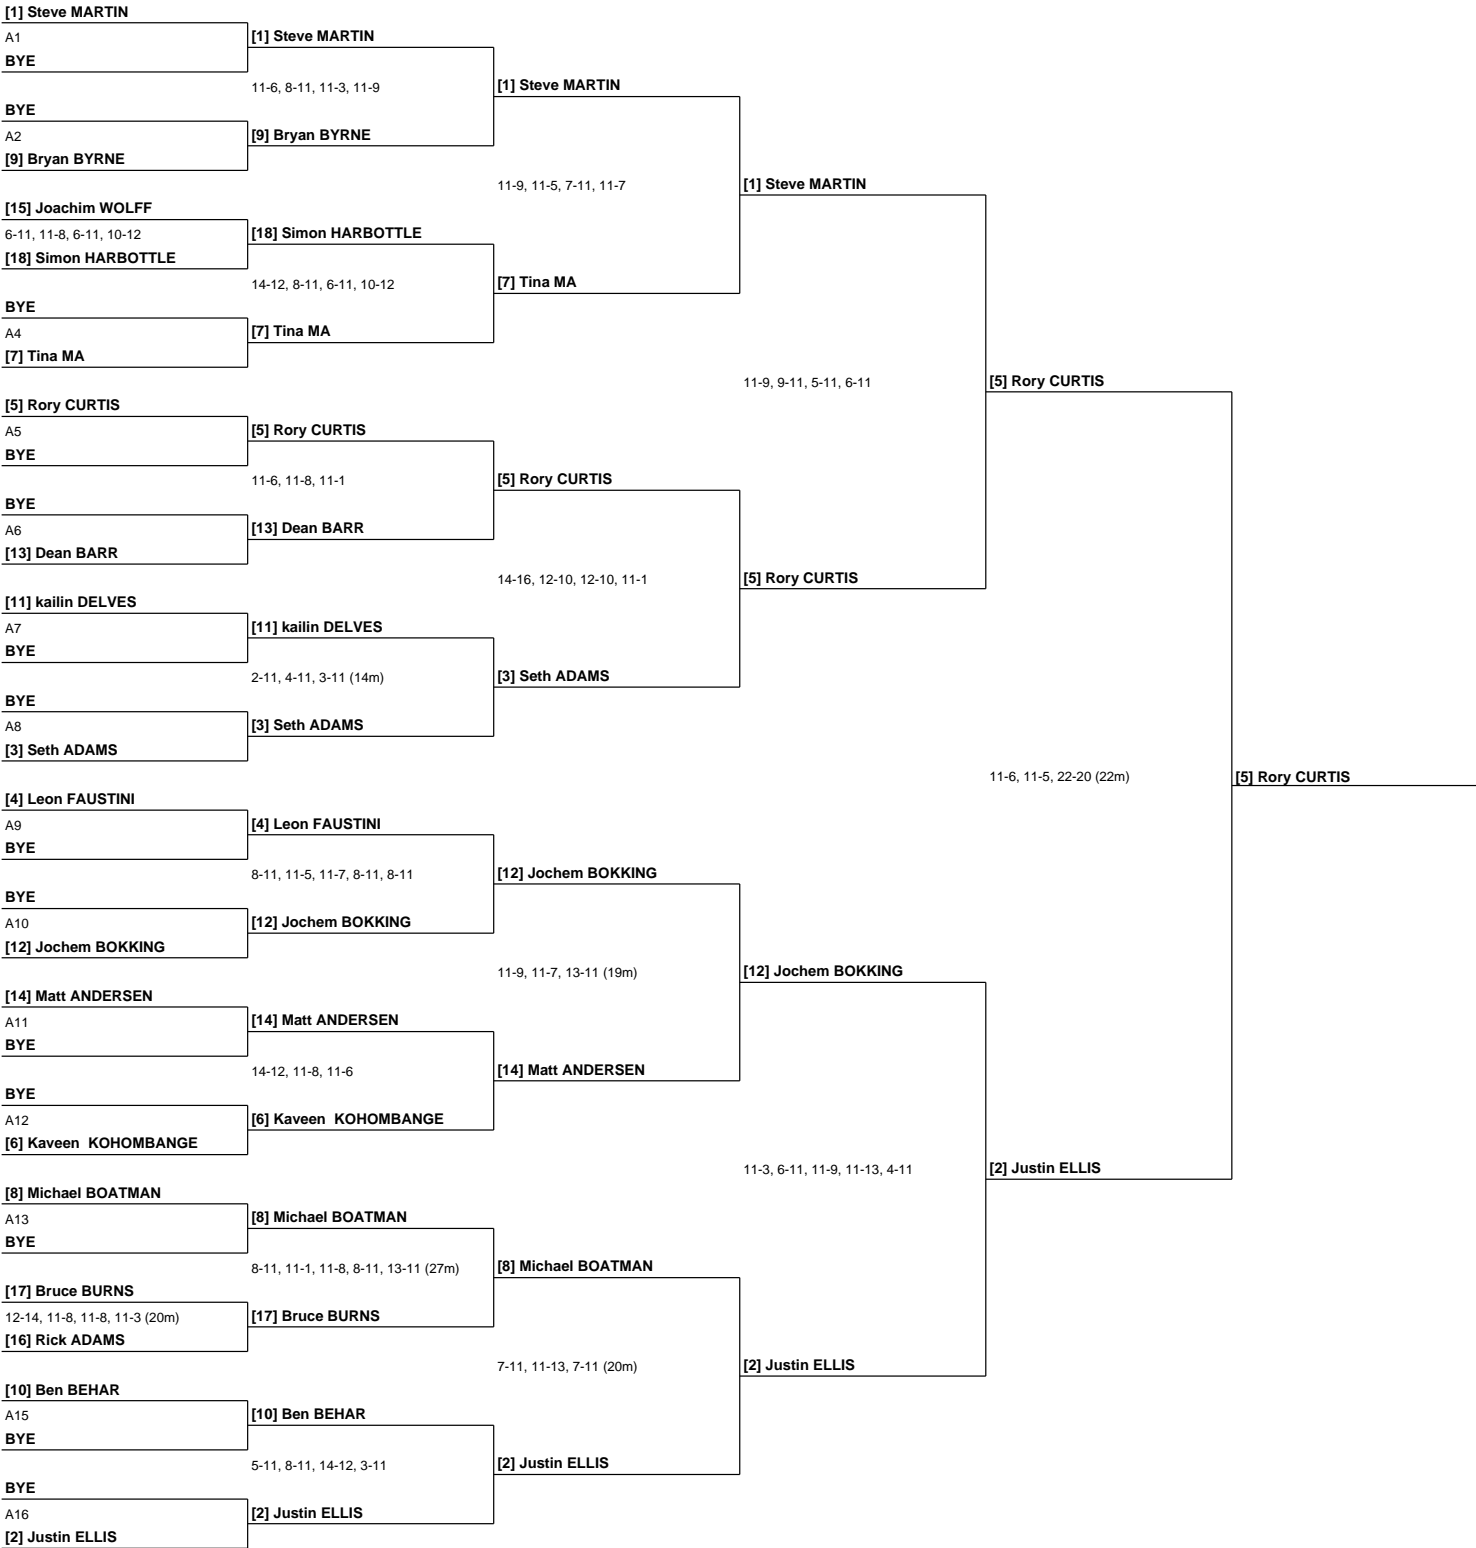 [1] Steve MARTIN
A1
BYE
BYE
A2
[9] Bryan BYRNE
[15] Joachim WOLFF
6-11, 11-8, 6-11, 10-12
[18] Simon HARBOTTLE
BYE
A4
[7] Tina MA
[5] Rory CURTIS
A5
BYE
BYE
A6
[13] Dean BARR
[11] kailin DELVES
A7
BYE
BYE
A8
[3] Seth ADAMS
[4] Leon FAUSTINI
A9
BYE
BYE
A10
[12] Jochem BOKKING
[14] Matt ANDERSEN
A11
BYE
BYE
A12
[6] Kaveen  KOHOMBANGE
[8] Michael BOATMAN
A13
BYE
[17] Bruce BURNS
12-14, 11-8, 11-8, 11-3 (20m)
[16] Rick ADAMS
[10] Ben BEHAR
A15
BYE
BYE
A16
[2] Justin ELLIS
[1] Steve MARTIN
11-6, 8-11, 11-3, 11-9
[9] Bryan BYRNE
[18] Simon HARBOTTLE
14-12, 8-11, 6-11, 10-12
[7] Tina MA
[5] Rory CURTIS
11-6, 11-8, 11-1
[13] Dean BARR
[11] kailin DELVES
2-11, 4-11, 3-11 (14m)
[3] Seth ADAMS
[4] Leon FAUSTINI
8-11, 11-5, 11-7, 8-11, 8-11
[12] Jochem BOKKING
[14] Matt ANDERSEN
14-12, 11-8, 11-6
[6] Kaveen  KOHOMBANGE
[8] Michael BOATMAN
8-11, 11-1, 11-8, 8-11, 13-11 (27m)
[17] Bruce BURNS
[10] Ben BEHAR
5-11, 8-11, 14-12, 3-11
[2] Justin ELLIS
[1] Steve MARTIN
11-9, 11-5, 7-11, 11-7
[7] Tina MA
[5] Rory CURTIS
14-16, 12-10, 12-10, 11-1
[3] Seth ADAMS
[12] Jochem BOKKING
11-9, 11-7, 13-11 (19m)
[14] Matt ANDERSEN
[8] Michael BOATMAN
7-11, 11-13, 7-11 (20m)
[2] Justin ELLIS
[1] Steve MARTIN
11-9, 9-11, 5-11, 6-11
[5] Rory CURTIS
[12] Jochem BOKKING
11-3, 6-11, 11-9, 11-13, 4-11
[2] Justin ELLIS
[5] Rory CURTIS
11-6, 11-5, 22-20 (22m)
[2] Justin ELLIS
[5] Rory CURTIS